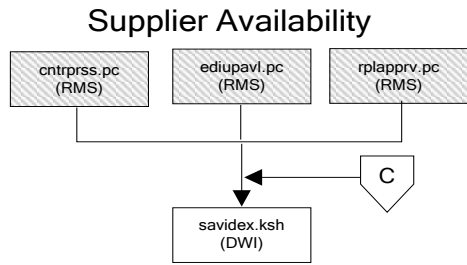 Supplier Availability
cntrprss.pc
(RMS)
ediupavl.pc
(RMS)
rplapprv.pc
(RMS)
C
savidex.ksh
(DWI)